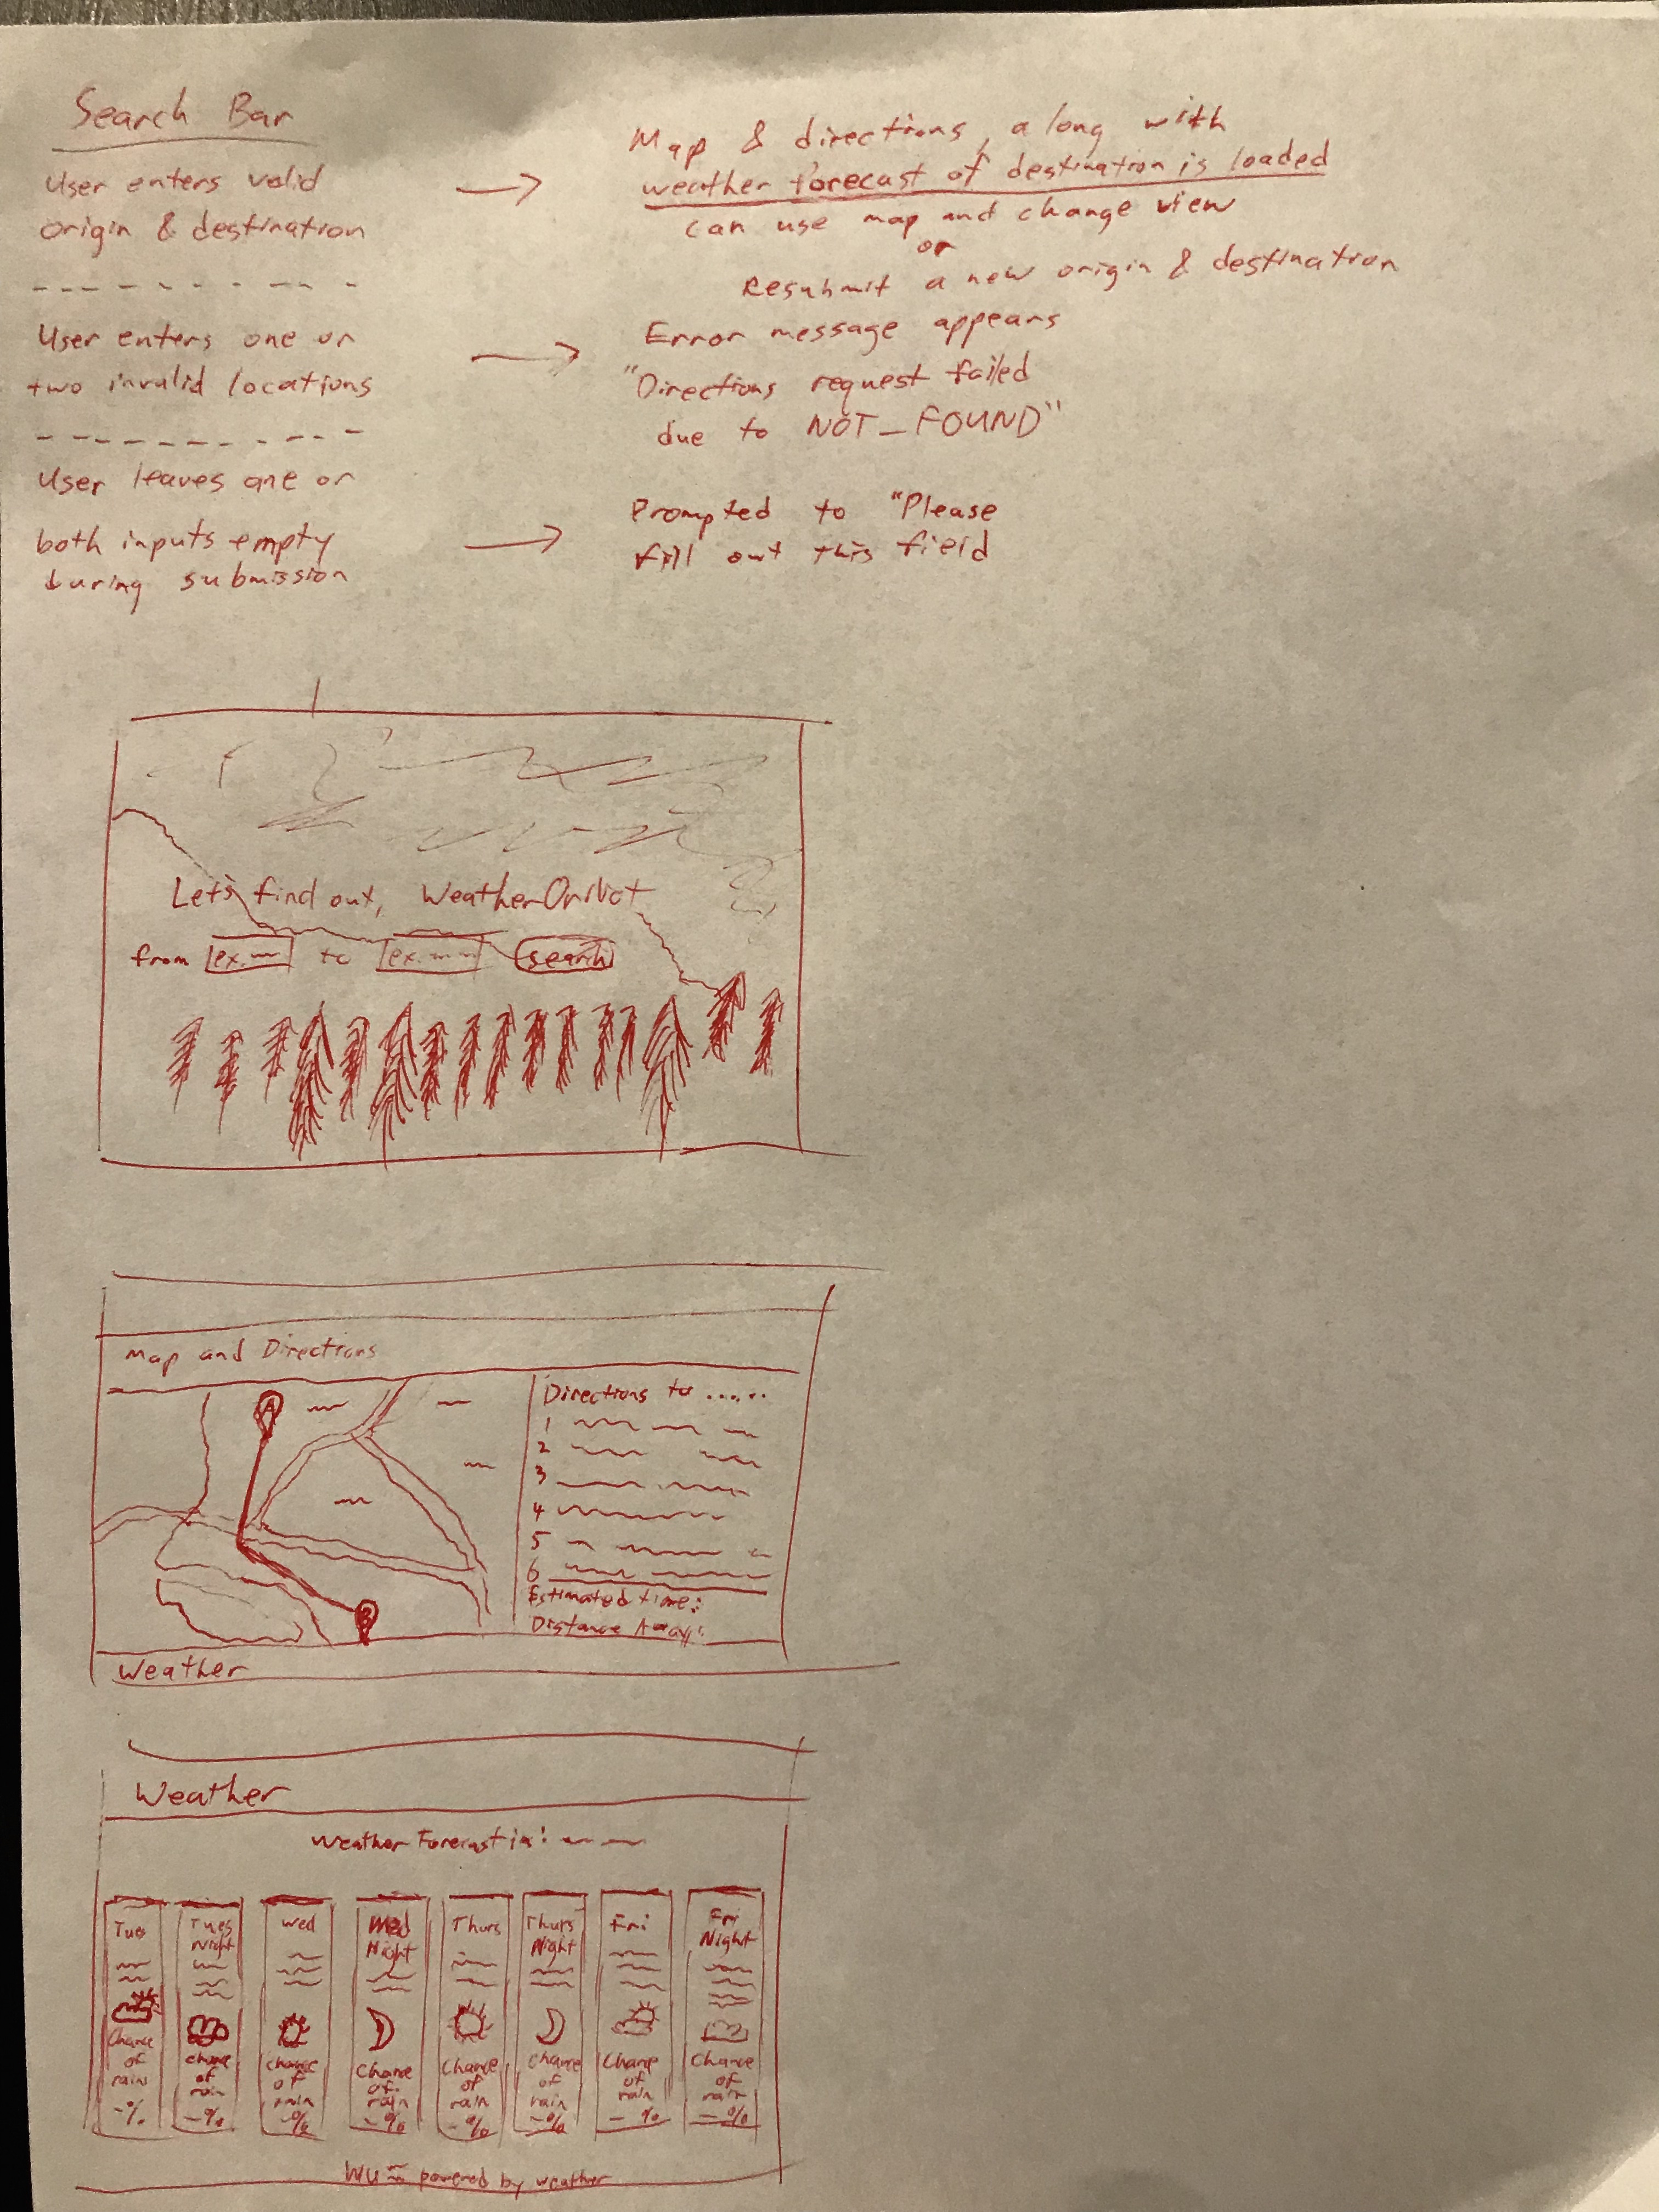 Search Bar
User enters valid
origin & destination
Map & directions, along with
weather forecast of destination is loaded
can use map and change view
or
Resubmit a new origin & destination
User enters one or
two invalid locations
Error message appears
"Directions request failed
due to NOT_FOUND"
User leaves one or
both inputs empty
during submission
Prompted to "Please
fill out this field
Let's find out, WeatherOrNot
from ex. to ex. search
Map and Directions
A
B
Directions to ......
1
2
3
4
5
6
Estimated time:
Distance Away:
Weather
Weather
Weather Forecast in:
Tues
Chance
of
rain
-%
Tues
Night
chance
of
rain
-%
Wed
chance
of
rain
-%
Wed
Night
Chance
of
rain
-%
Thurs
Chance
of
rain
-%
Thurs
Night
chance
of
rain
-%
Fri
Chance
of
rain
-%
Fri
Night
Chance
of
rain
-%
WU powered by weather